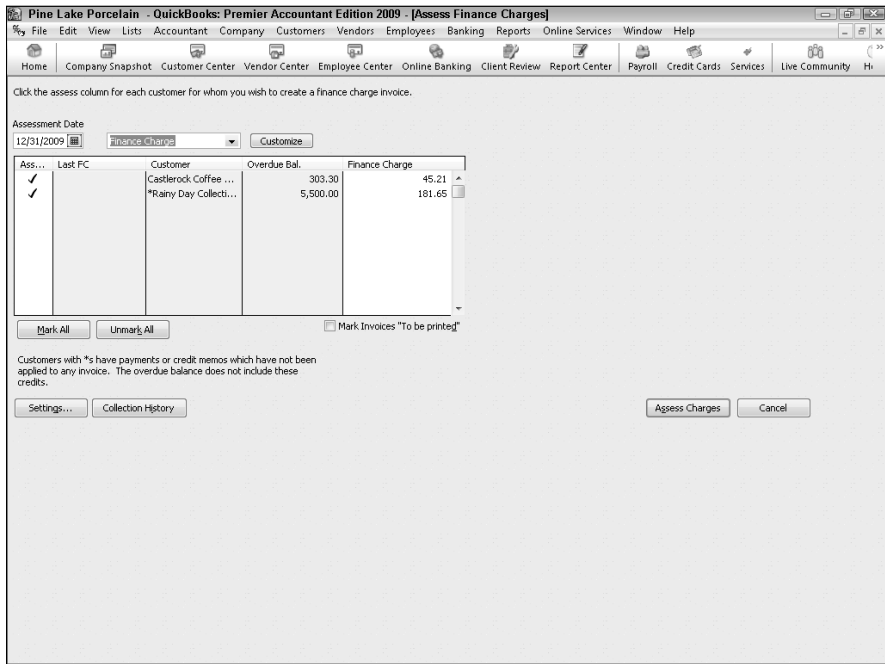 Pine Lake Porcelain - QuickBooks: Premier Accountant Edition 2009 - [Assess Finance Charges]
File Edit View Lists Accountant Company Customers Vendors Employees Banking Reports Online Services Window Help
Home Company Snapshot Customer Center Vendor Center Employee Center Online Banking Client Review Report Center Payroll Credit Cards Services Live Community
Click the assess column for each customer for whom you wish to create a finance charge invoice.
Assessment Date
12/31/2009 Finance Charge Customize
Ass... Last FC Customer Overdue Bal. Finance Charge
Castlerock Coffee ... 303.30 45.21
*Rainy Day Collecti... 5,500.00 181.65
Mark All Unmark All Mark Invoices "To be printed"
Customers with *s have payments or credit memos which have not been
applied to any invoice. The overdue balance does not include these
credits.
Settings... Collection History Assess Charges Cancel